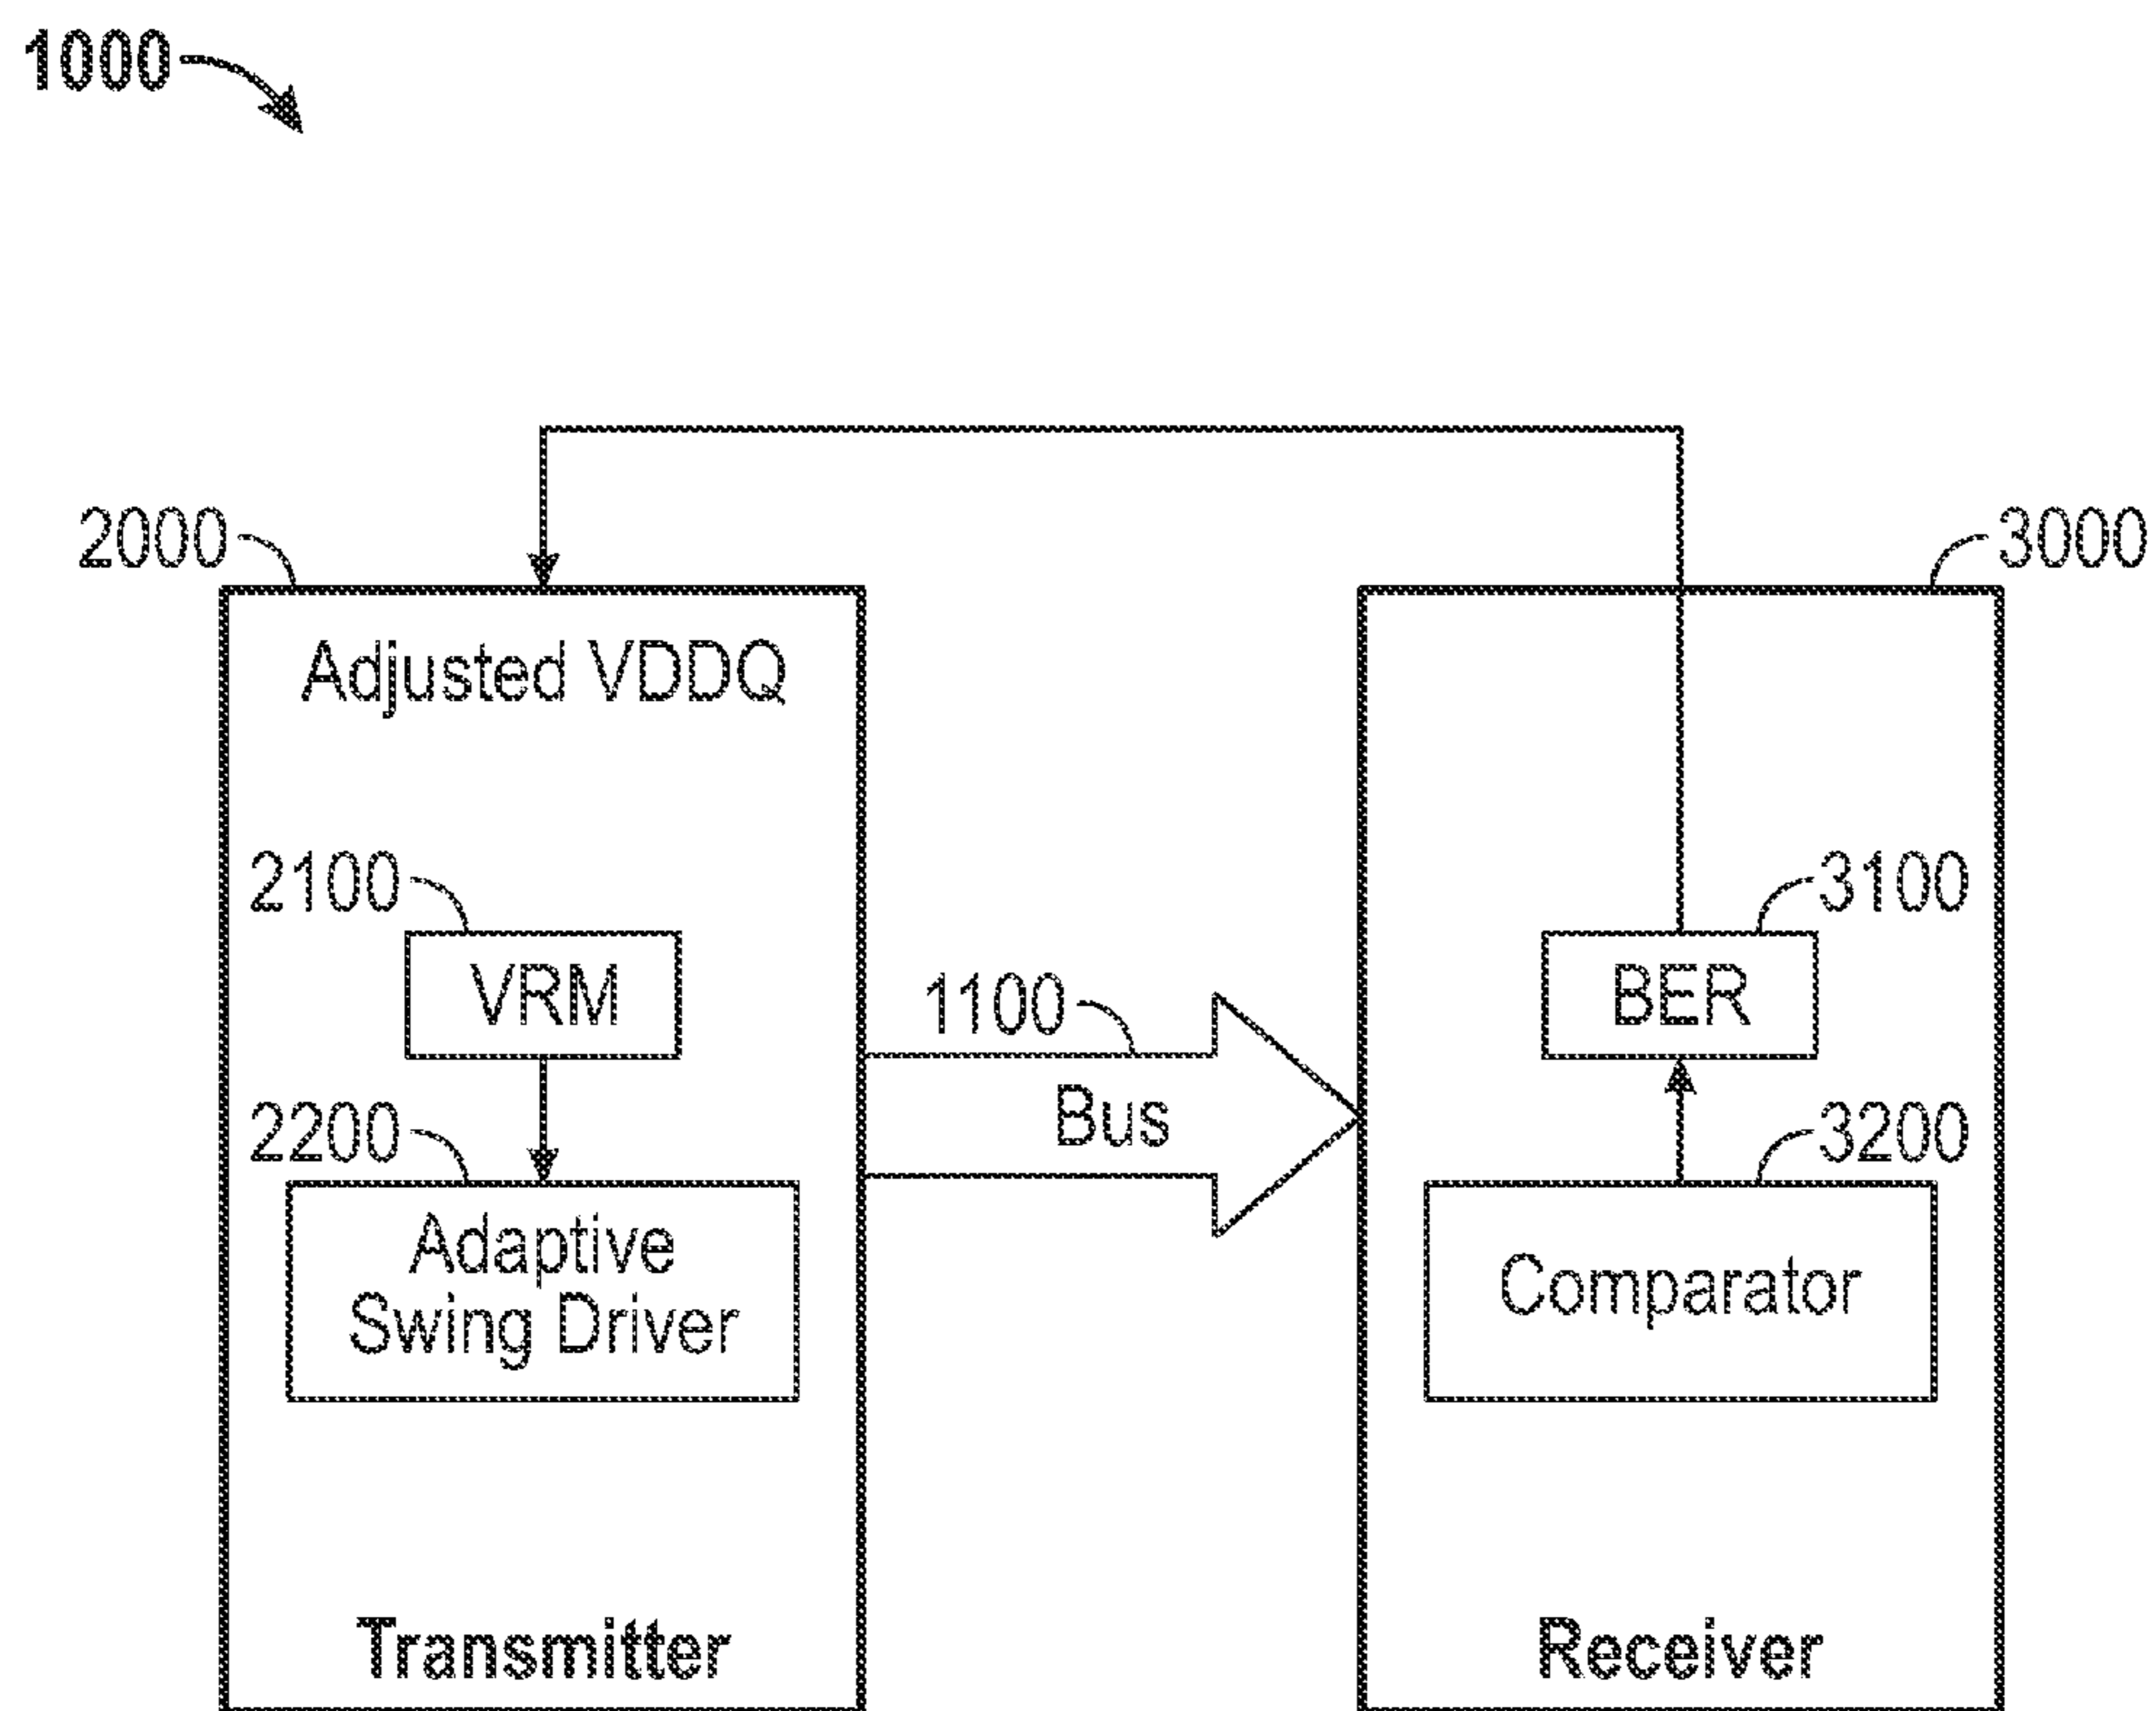 1000
2000
3000
Adjusted VDDQ
2100
VRM
2200
Adaptive
Swing Driver
Transmitter
1100
Bus
3100
BER
3200
Comparator
Receiver